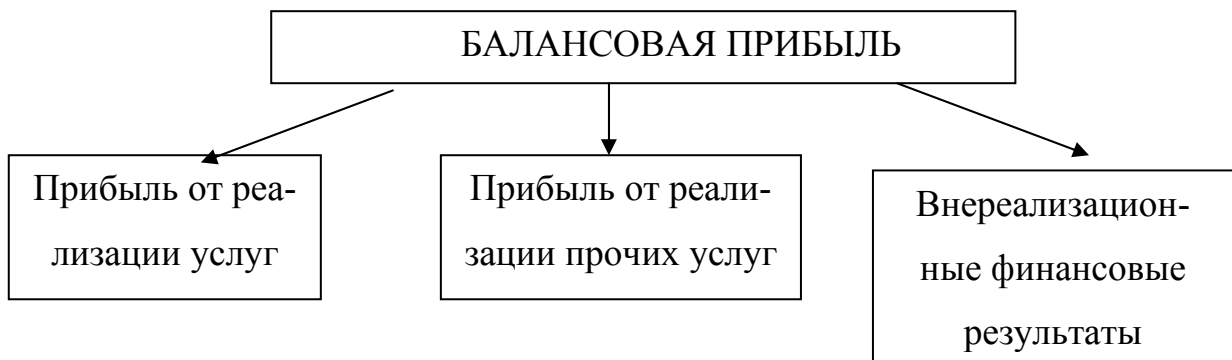 БАЛАНСОВАЯ ПРИБЫЛЬ
Прибыль от реа-
лизации услуг
Прибыль от реали-
зации прочих услуг
Внереализацион-
ные финансовые
результаты